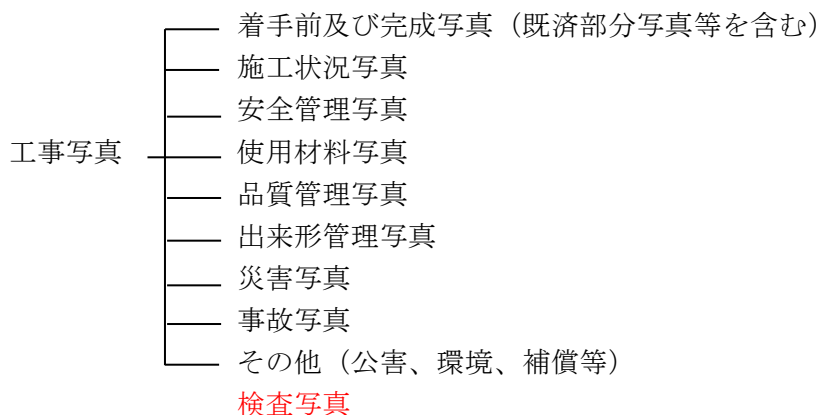 着手前及び完成写真（既済部分写真等を含む）
施工状況写真
安全管理写真
工事写真
使用材料写真
品質管理写真
出来形管理写真
災害写真
事故写真
その他（公害、環境、補償等）
検査写真